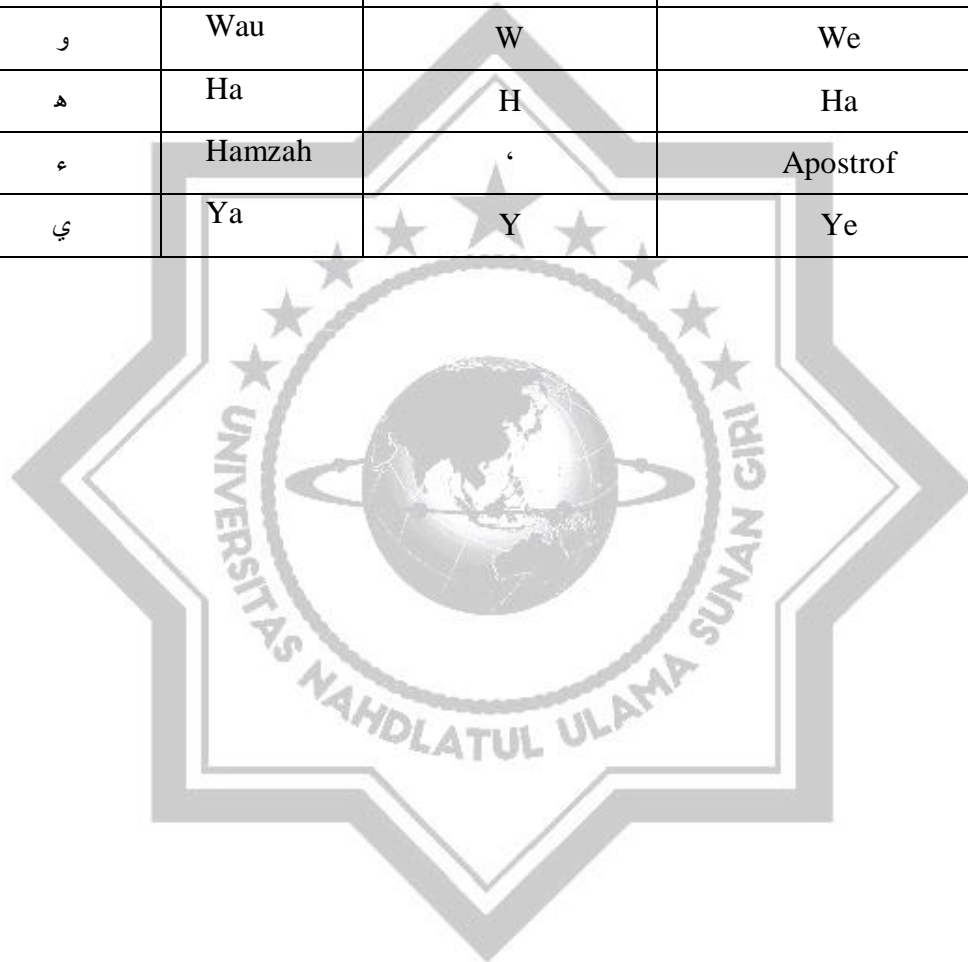 و Wau W We
ﻫ Ha H Ha
ء Hamzah ‘ Apostrof
ي Ya Y Ye
UNIVERSITAS NAHDLATUL ULAMA SUNAN GIRI